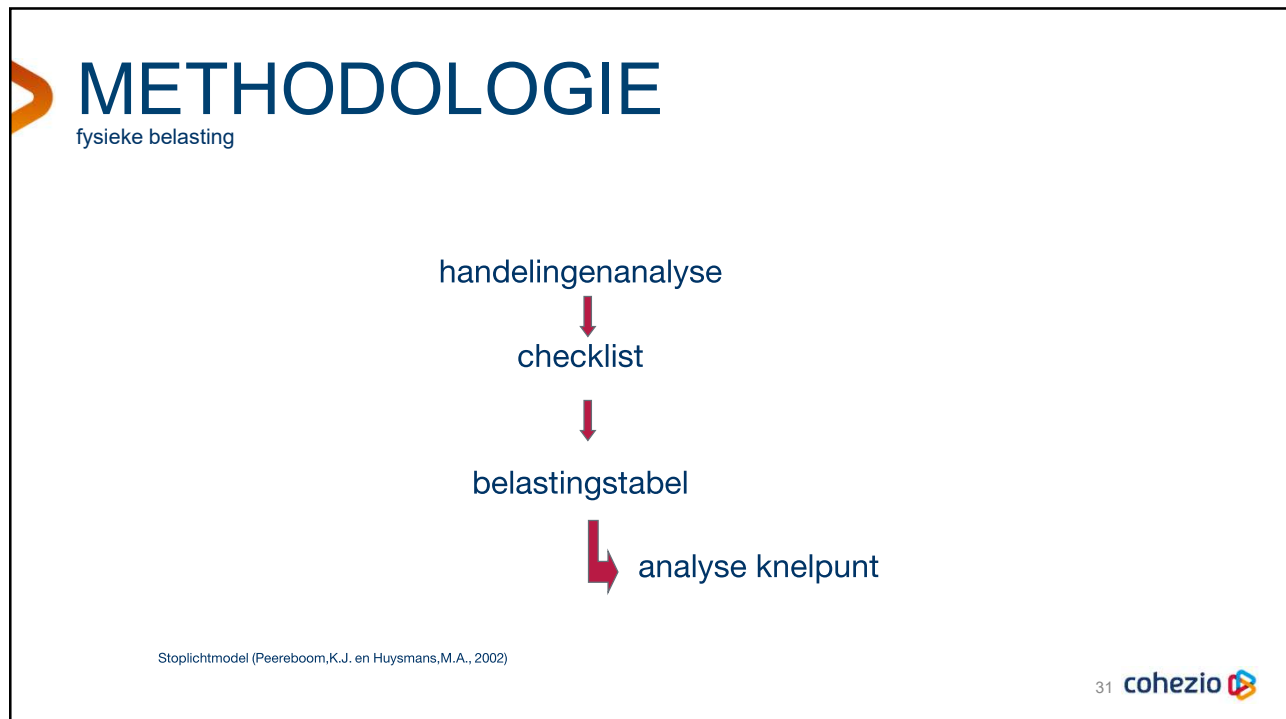 METHODOLOGIE
fysieke belasting
handelingenanalyse
checklist
belastingstabel
analyse knelpunt
Stoplichtmodel (Peereboom,K.J. en Huysmans,M.A., 2002)
31 cohezio